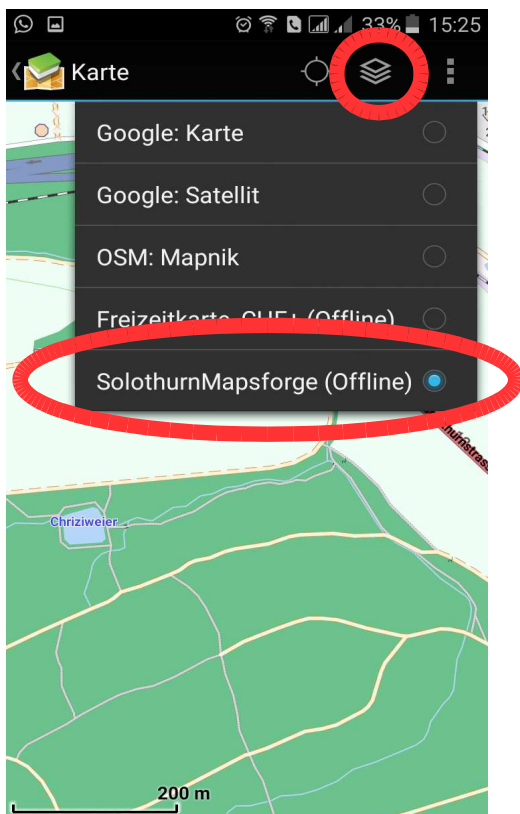 33% 15:25
Karte
Google: Karte
Google: Satellit
OSM: Mapnik
SolothurnMapsforge (Offline)
Chriziweier
200 m